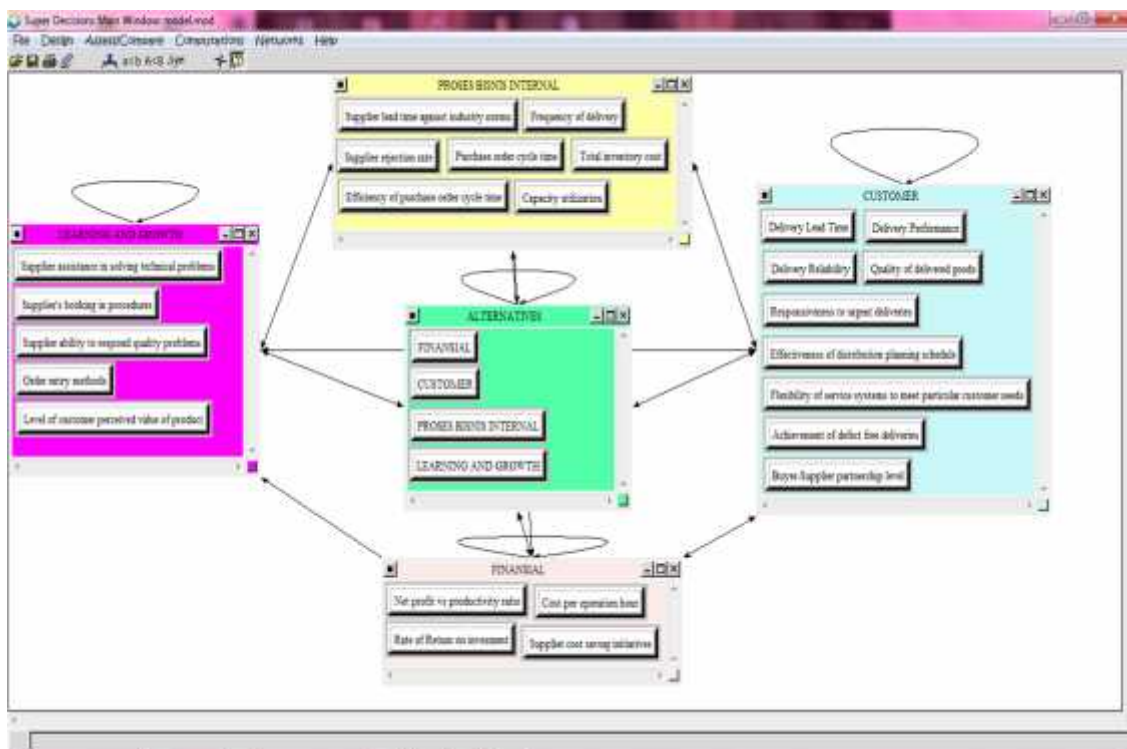 Super Decisions Main Window: model.mod
File Design Assess/Compare Computations Networks Help
PROSES BISNIS INTERNAL
Supplier lead time against industry norms Frequency of delivery
Supplier rejection rate Purchase order cycle time Total inventory cost
Efficiency of purchase order cycle time Capacity utilization
CUSTOMER
Delivery Lead Time Delivery Performance
Delivery Reliability Quality of delivered goods
Responsiveness to urgent deliveries
Effectiveness of distribution planning schedule
Flexibility of service systems to meet particular customer needs
Achievement of defect free deliveries
Buyer-Supplier partnership level
LEARNING AND GROWTH
Supplier assistance in solving technical problems
Supplier's booking in procedures
Supplier ability to respond quality problems
Order entry methods
Level of customer perceived value of product
ALTERNATIVES
FINANSIAL
CUSTOMER
PROSES BISNIS INTERNAL
LEARNING AND GROWTH
FINANSIAL
Net profit vs productivity ratio Cost per operation hour
Rate of Return on investment Supplier cost saving initiatives